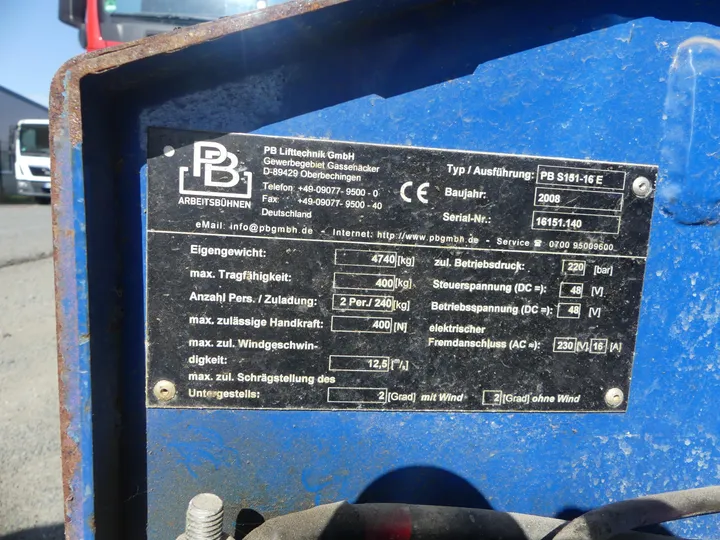 PB
ARBEITSBÜHNEN
PB Lifttechnik GmbH
Gewerbegebiet Gassenäcker
D-89429 Oberbechingen
Telefon +49-09077- 9500 - 0
Fax +49-09077- 9500 - 40
Deutschland
CE
Typ / Ausführung: PB S151-16 E
Baujahr: 2008
Serial-Nr.: 16151.140
eMail: info@pbgmbh.de - Internet: http://www.pbgmbh.de - Service ☎ 0700 95009600
Eigengewicht: 4740 [kg]
max. Tragfähigkeit: 400 [kg]
Anzahl Pers. / Zuladung: 2 Per./ 240 [kg]
max. zulässige Handkraft: 400 [N]
max. zul. Windgeschwin-
digkeit: 12,5 [m/s]
max. zul. Schrägstellung des
Untergestells: 2 [Grad] mit Wind 2 [Grad] ohne Wind
zul. Betriebsdruck: 220 [bar]
Steuerspannung (DC =): 48 [V]
Betriebsspannung (DC =): 48 [V]
elektrischer
Fremdanschluss (AC ≈): 230 [V] 16 [A]